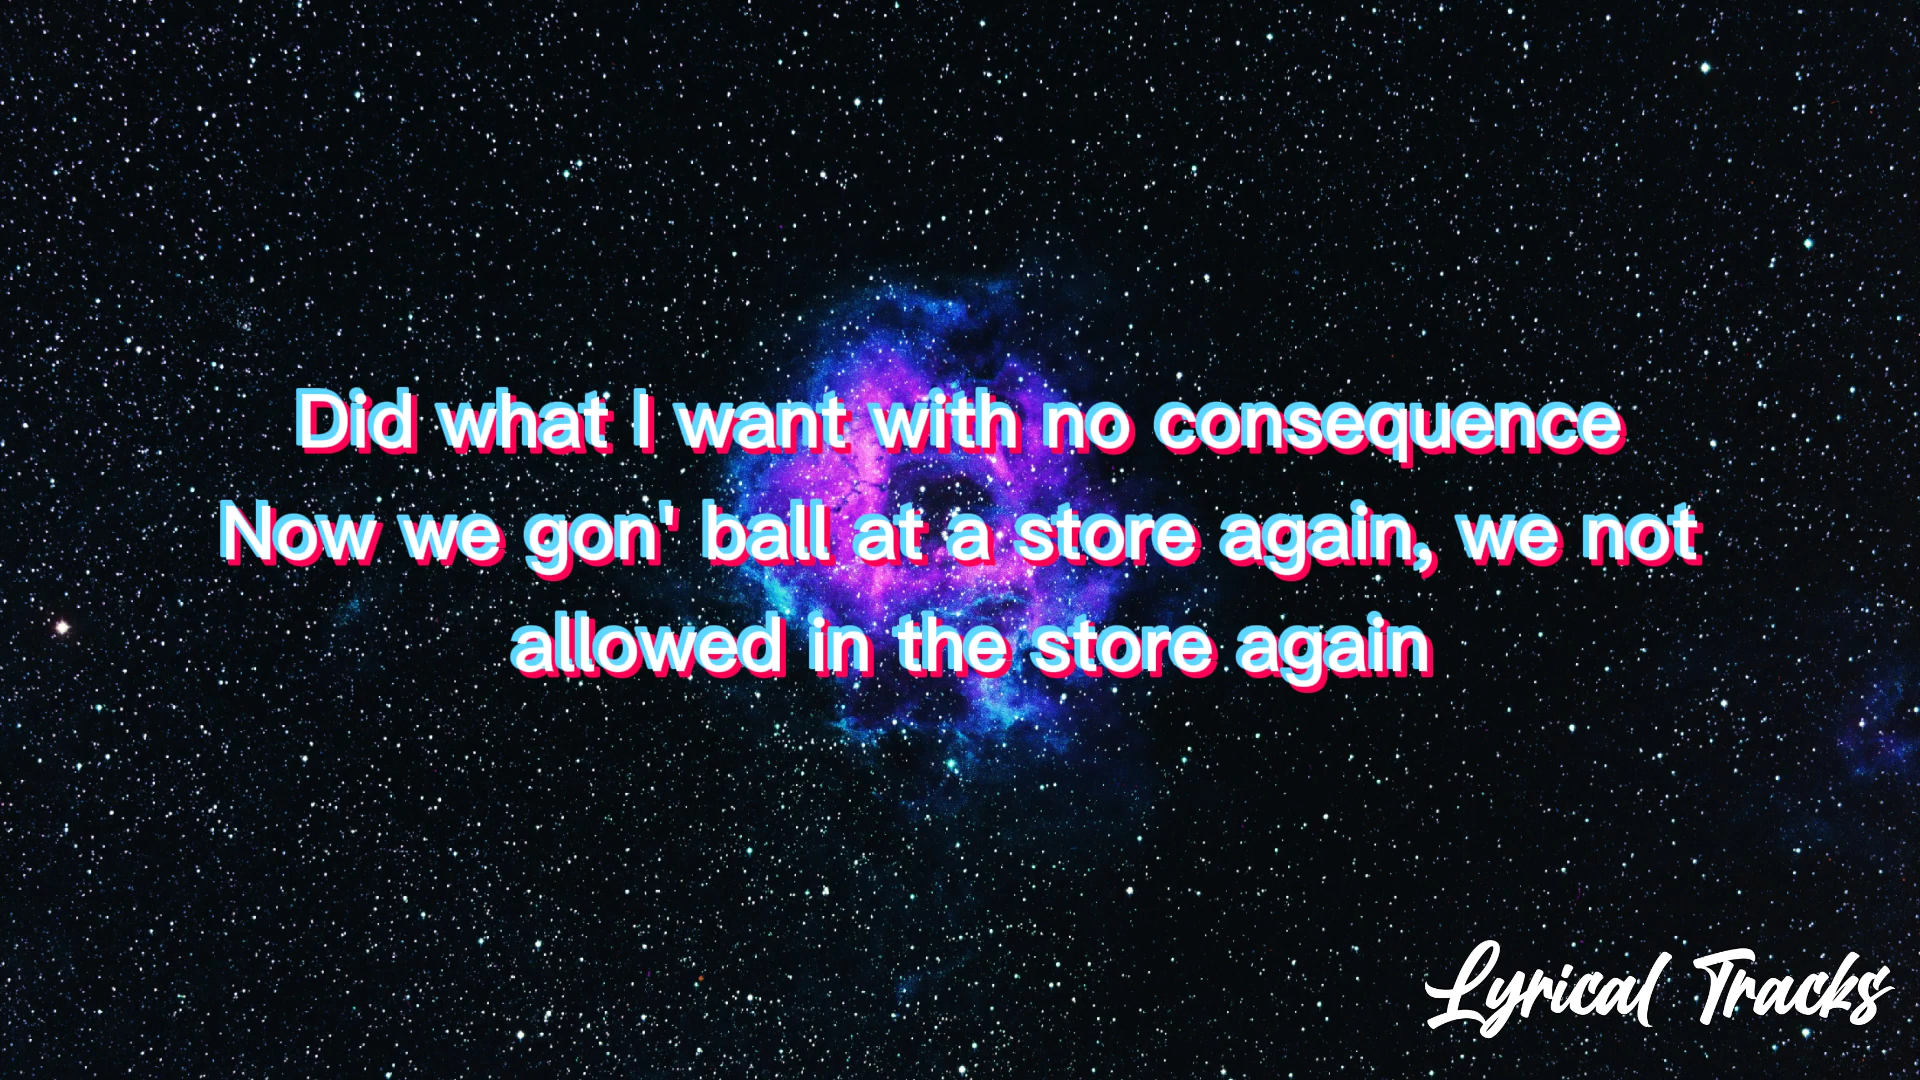 Did what I want with no consequence
Now we gon' ball at a store again, we not
allowed in the store again
Lyrical Tracks